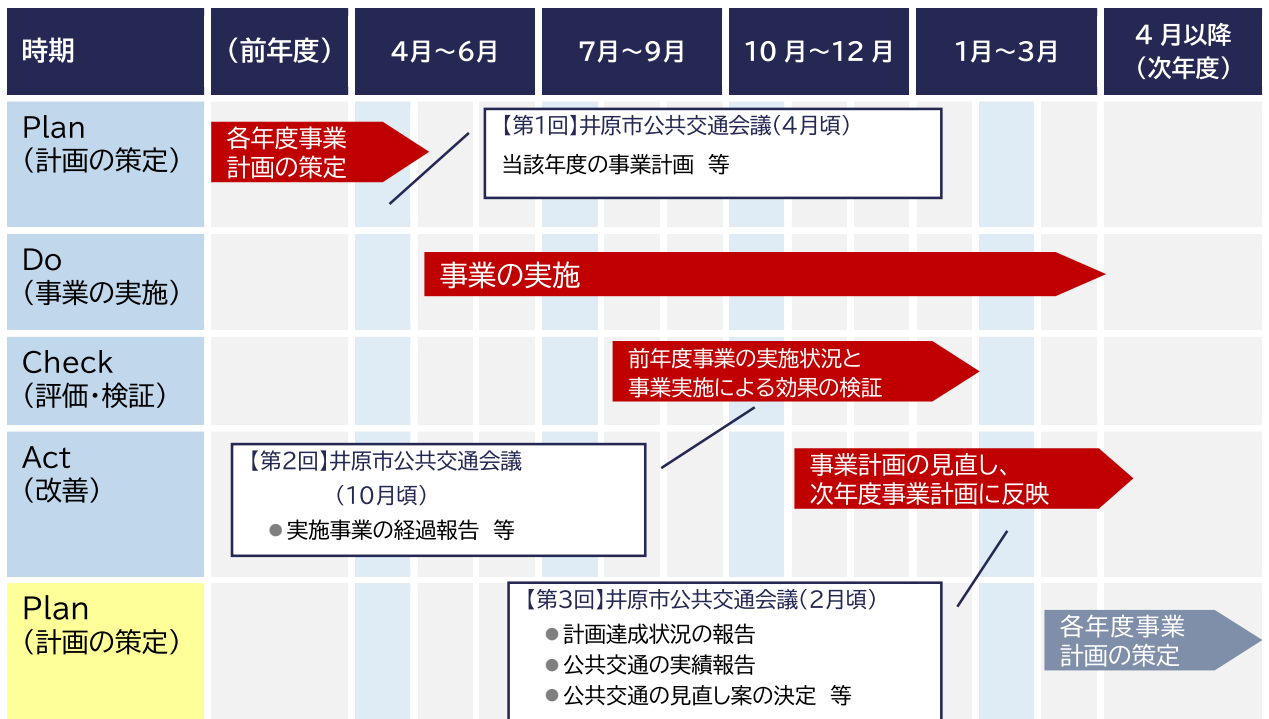 時期
（前年度）
4月～6月
7月～9月
10 月～12 月
1月～3月
4 月以降
（次年度）
Plan
（計画の策定）
各年度事業
計画の策定
【第1回】井原市公共交通会議（4月頃）
当該年度の事業計画　等
Do
（事業の実施）
事業の実施
Check
（評価・検証）
前年度事業の実施状況と
事業実施による効果の検証
Act
（改善）
【第2回】井原市公共交通会議
（10月頃）
●実施事業の経過報告　等
事業計画の見直し、
次年度事業計画に反映
Plan
（計画の策定）
【第3回】井原市公共交通会議（2月頃）
●計画達成状況の報告
●公共交通の実績報告
●公共交通の見直し案の決定　等
各年度事業
計画の策定